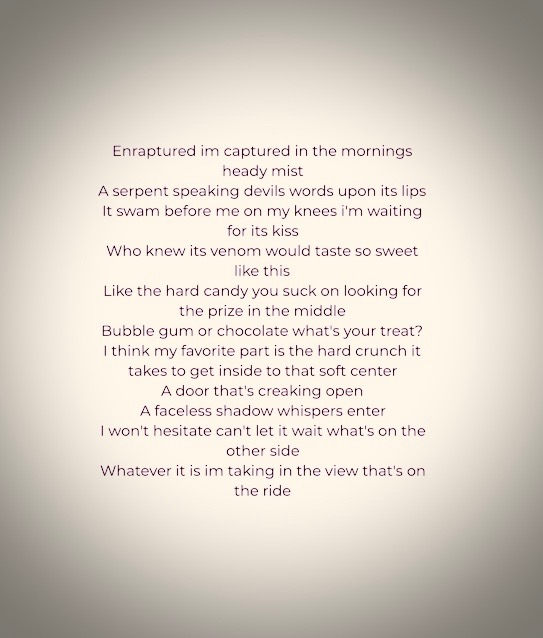 Enraptured im captured in the mornings
heady mist
A serpent speaking devils words upon its lips
It swam before me on my knees i'm waiting
for its kiss
Who knew its venom would taste so sweet
like this
Like the hard candy you suck on looking for
the prize in the middle
Bubble gum or chocolate what's your treat?
I think my favorite part is the hard crunch it
takes to get inside to that soft center
A door that's creaking open
A faceless shadow whispers enter
I won't hesitate can't let it wait what's on the
other side
Whatever it is im taking in the view that's on
the ride